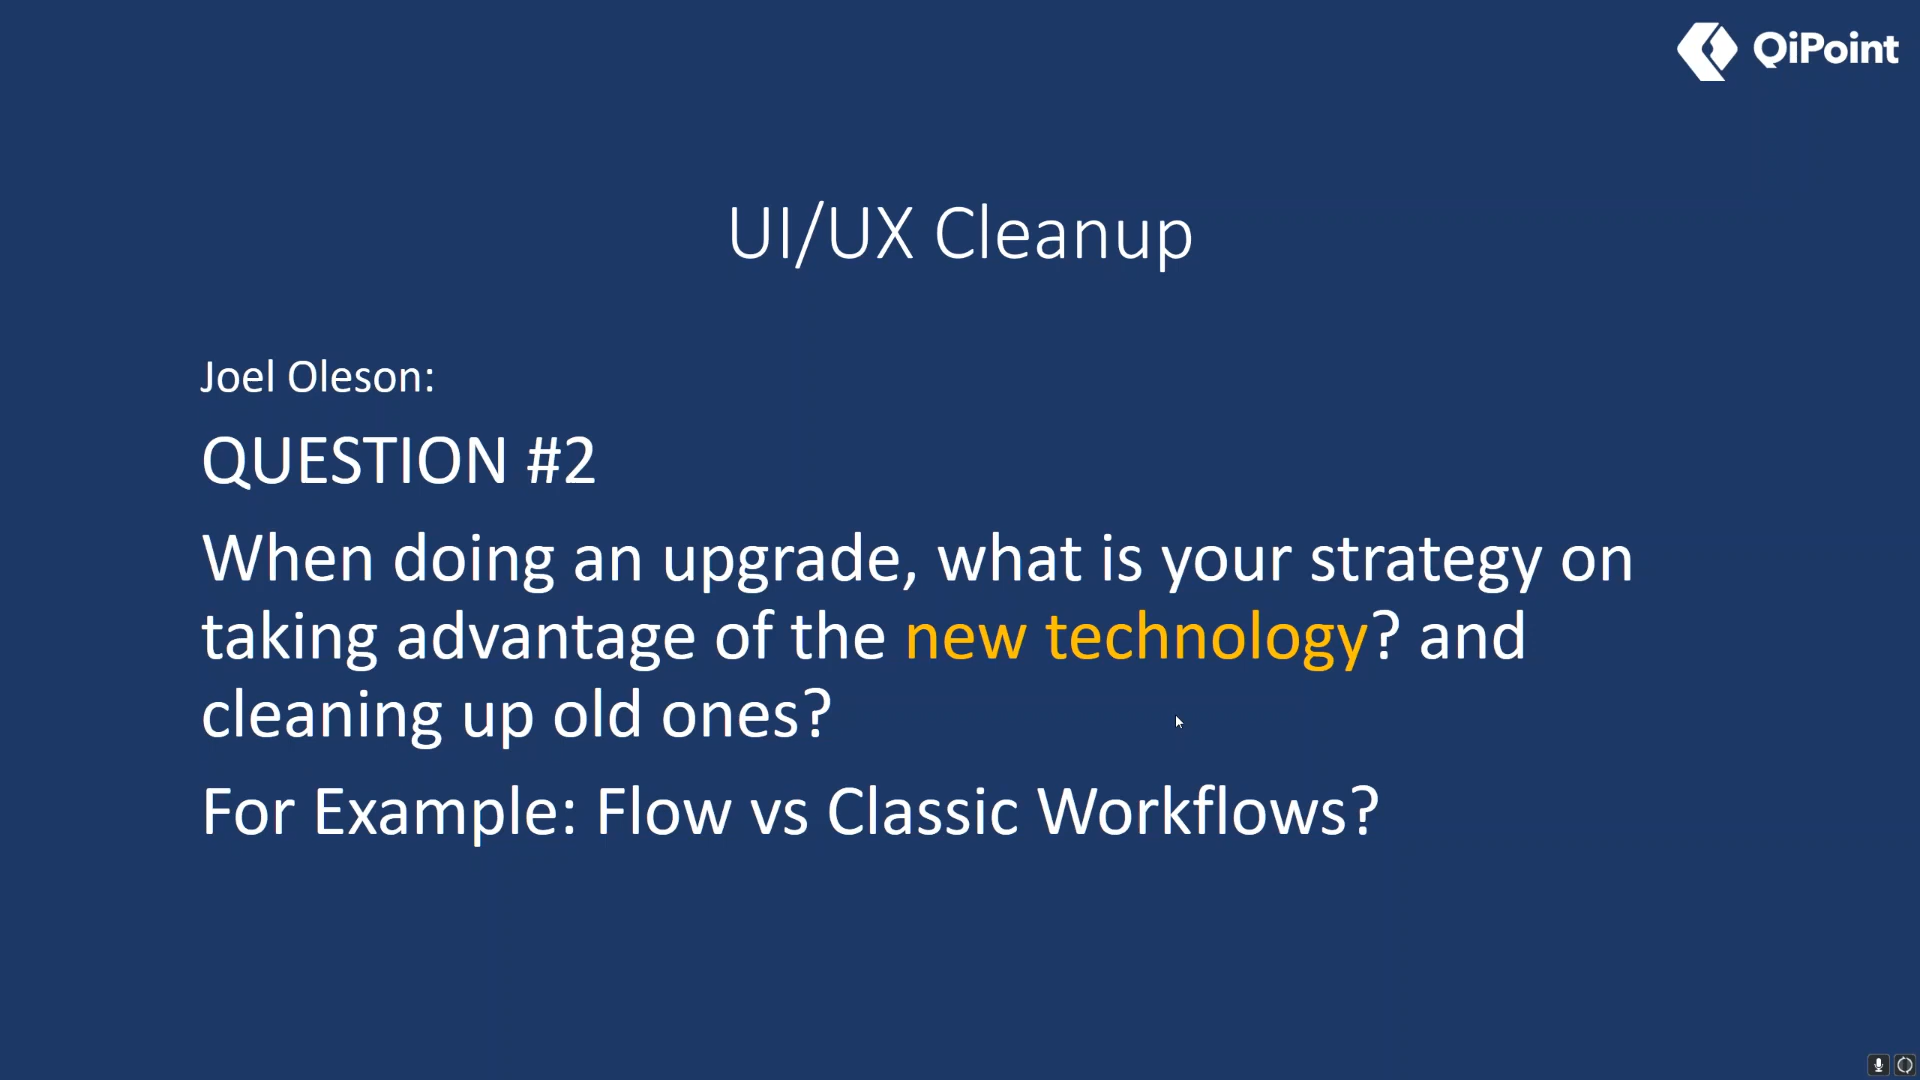 QiPoint
UI/UX Cleanup
Joel Oleson:
QUESTION #2
When doing an upgrade, what is your strategy on
taking advantage of the new technology? and
cleaning up old ones?
For Example: Flow vs Classic Workflows?